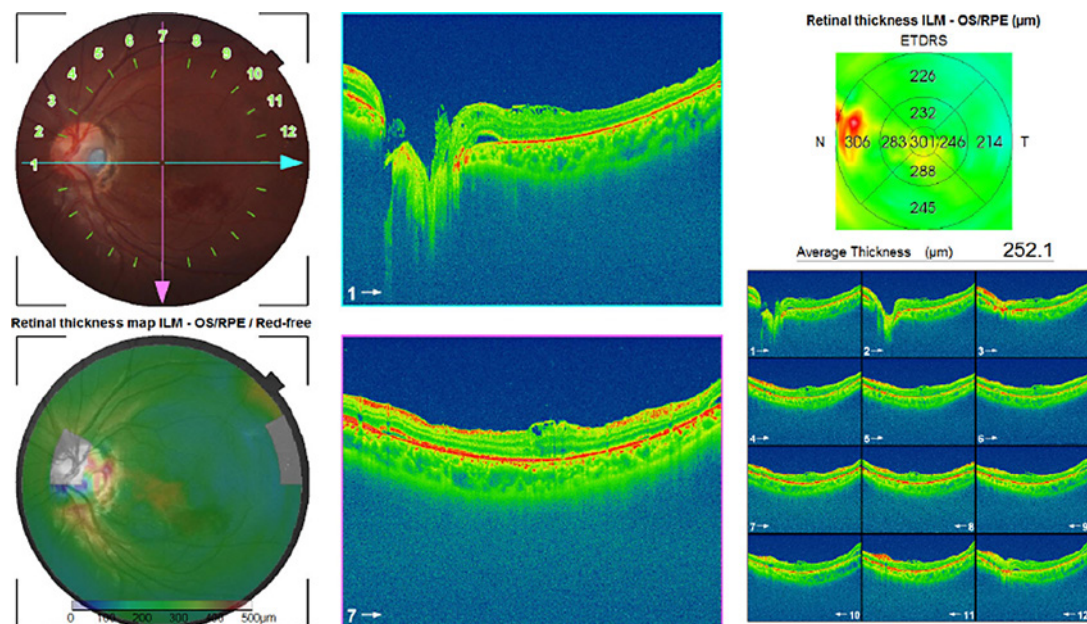 7
6
8
5
9
4
10
3
11
2
12
1
Retinal thickness map ILM - OS/RPE / Red-free
0 100 200 300 400 500µm
1 →
7 →
Retinal thickness ILM - OS/RPE (µm)
ETDRS
226
232
N 306 283 301 246 214 T
288
245
Average Thickness (µm) 252.1
1 → 2 → 3 →
4 → 5 → 6 →
7 → ← 8 ← 9
← 10 ← 11 ← 12